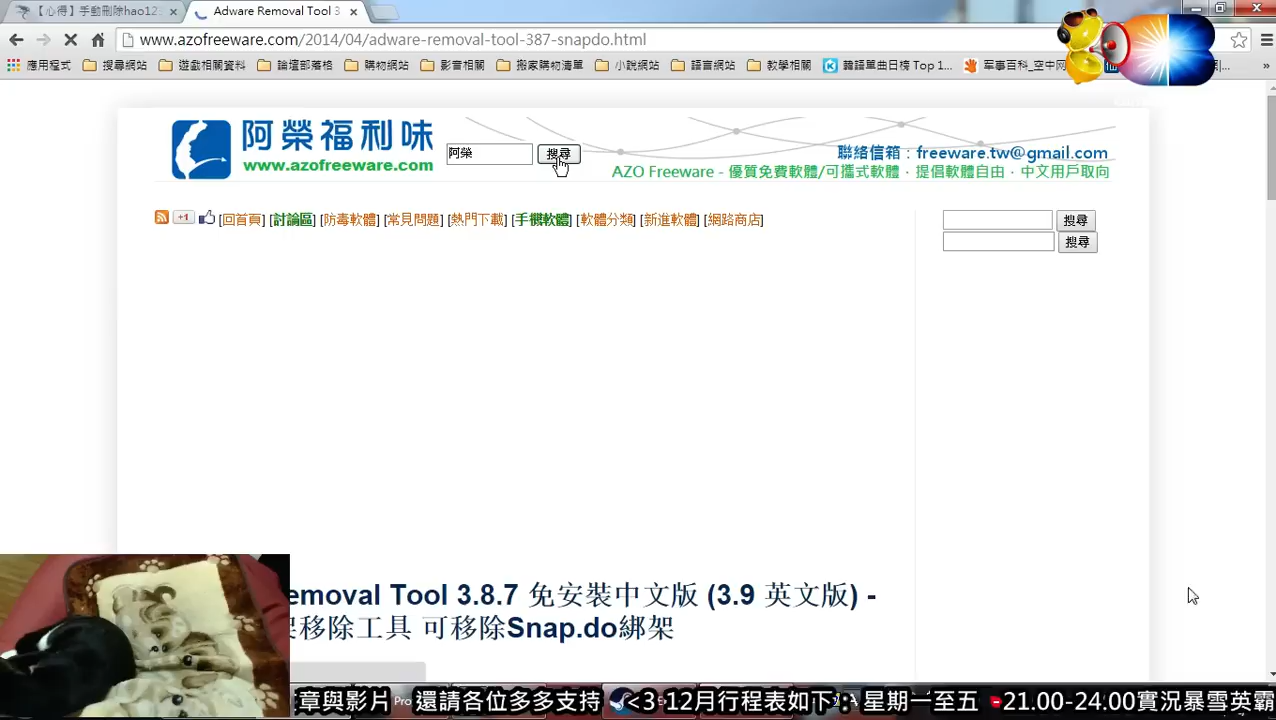 【心得】手動刪除hao12
Adware Removal Tool 3
www.azofreeware.com/2014/04/adware-removal-tool-387-snapdo.html
應用程式 搜尋網站 遊戲相關資料 論壇部落格 購物網站 影音相關 搬家購物清單 小說網站 語言網站 教學相關 韓語單曲日榜 Top 1... 军事百科_空中网
阿榮福利味
www.azofreeware.com
阿榮 搜尋
聯絡信箱：freeware.tw@gmail.com
AZO Freeware - 優質免費軟體/可攜式軟體．提倡軟體自由．中文用戶取向
+1 [回首頁] [討論區] [防毒軟體] [常見問題] [熱門下載] [手機軟體] [軟體分類] [新進軟體] [網路商店]
搜尋
搜尋
emoval Tool 3.8.7 免安裝中文版 (3.9 英文版) -
移除工具 可移除Snap.do綁架
章與影片 還請各位多多支持 <3 12月行程表如下：星期一至五 21.00-24.00實況暴雪英霸